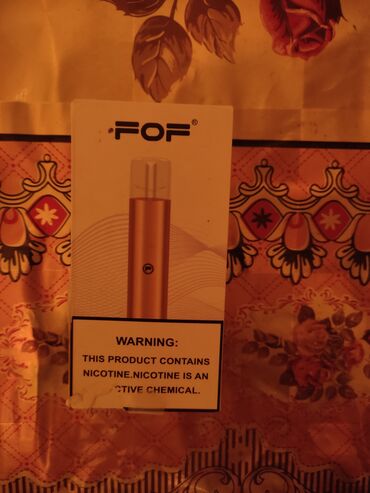 FOF®
WARNING:
THIS PRODUCT CONTAINS
NICOTINE.NICOTINE IS AN
CTIVE CHEMICAL.